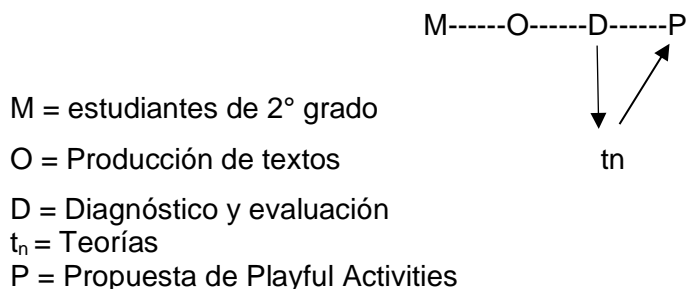 M------O------D------P
M = estudiantes de 2° grado
O = Producción de textos
tn
D = Diagnóstico y evaluación
tn = Teorías
P = Propuesta de Playful Activities